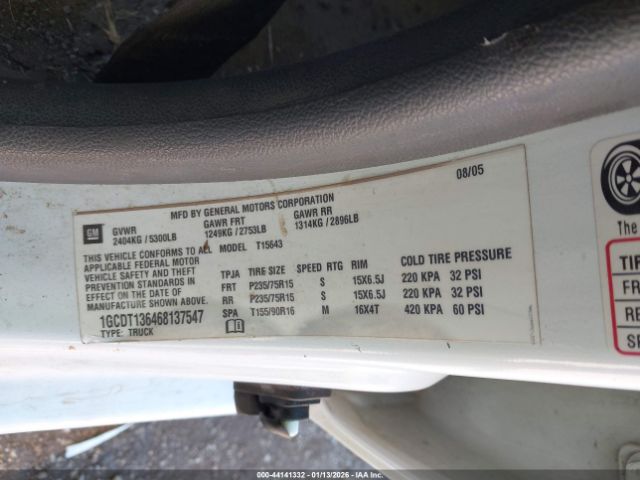 08/05
MFD BY GENERAL MOTORS CORPORATION
GM
GVWR GAWR FRT GAWR RR
2404KG / 5300LB 1249KG / 2753LB 1314KG / 2896LB
THIS VEHICLE CONFORMS TO ALL MODEL T15643
APPLICABLE FEDERAL MOTOR
VEHICLE SAFETY AND THEFT
PREVENTION STANDARDS IN
EFFECT ON THE DATE OF
MANUFACTURE SHOWN ABOVE.
1GCDT136468137547
TYPE: TRUCK
TPJA TIRE SIZE SPEED RTG RIM COLD TIRE PRESSURE
FRT P235/75R15 S 15X6.5J 220 KPA 32 PSI
RR P235/75R15 S 15X6.5J 220 KPA 32 PSI
SPA T155/90R16 M 16X4T 420 KPA 60 PSI
The
TIR
FR
RE
SP
000-44141332 - 01/13/2026 - IAA Inc.